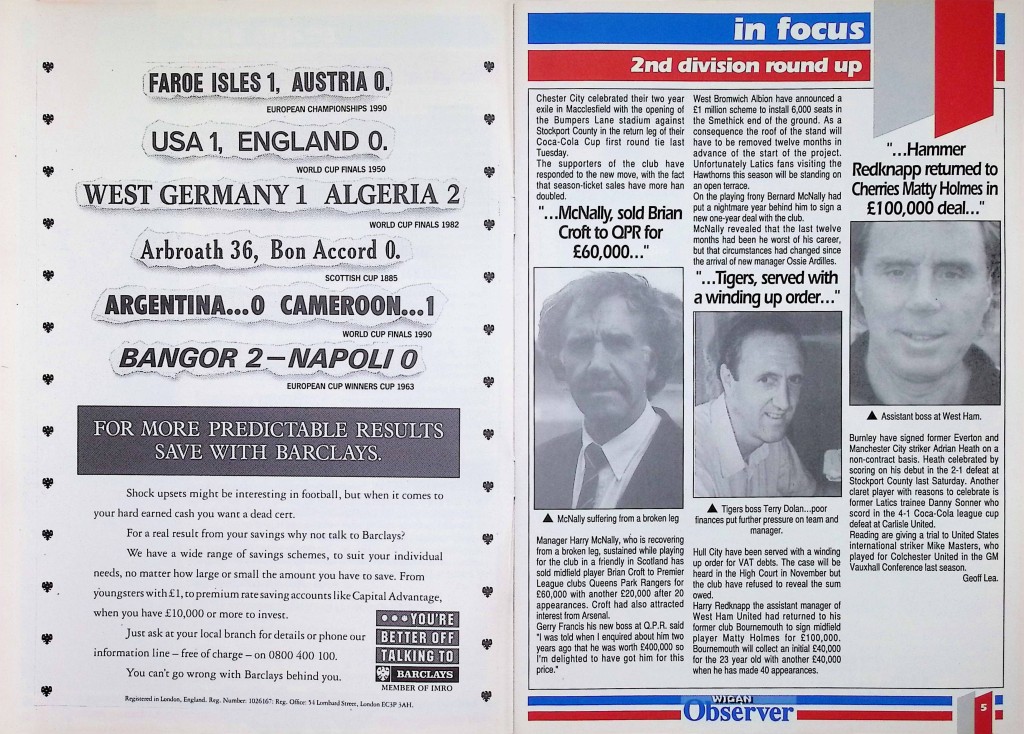 FAROE ISLES 1, AUSTRIA 0.
EUROPEAN CHAMPIONSHIPS 1990
USA 1, ENGLAND 0.
WORLD CUP FINALS 1950
WEST GERMANY 1 ALGERIA 2
WORLD CUP FINALS 1982
Arbroath 36, Bon Accord 0.
SCOTTISH CUP 1885
ARGENTINA...0 CAMEROON...1
WORLD CUP FINALS 1990
BANGOR 2 – NAPOLI 0
EUROPEAN CUP WINNERS CUP 1963
FOR MORE PREDICTABLE RESULTS
SAVE WITH BARCLAYS.
Shock upsets might be interesting in football, but when it comes to
your hard earned cash you want a dead cert.
For a real result from your savings why not talk to Barclays?
We have a wide range of savings schemes, to suit your individual
needs, no matter how large or small the amount you have to save. From
youngsters with £1, to premium rate saving accounts like Capital Advantage,
when you have £10,000 or more to invest.
Just ask at your local branch for details or phone our
information line – free of charge – on 0800 400 100.
You can't go wrong with Barclays behind you.
•••YOU'RE
BETTER OFF
TALKING TO
BARCLAYS
MEMBER OF IMRO
Registered in London, England. Reg. Number: 1026167: Reg. Office: 54 Lombard Street, London EC3P 3AH.
in focus
2nd division round up
Chester City celebrated their two year
exile in Macclesfield with the opening of
the Bumpers Lane stadium against
Stockport County in the return leg of their
Coca-Cola Cup first round tie last
Tuesday.
The supporters of the club have
responded to the new move, with the fact
that season-ticket sales have more han
doubled.
"...McNally, sold Brian
Croft to QPR for
£60,000..."
▲ McNally suffering from a broken leg
Manager Harry McNally, who is recovering
from a broken leg, sustained while playing
for the club in a friendly in Scotland has
sold midfield player Brian Croft to Premier
League clubs Queens Park Rangers for
£60,000 with another £20,000 after 20
appearances. Croft had also attracted
interest from Arsenal.
Gerry Francis his new boss at Q.P.R. said
"I was told when I enquired about him two
years ago that he was worth £400,000 so
I'm delighted to have got him for this
price."
West Bromwich Albion have announced a
£1 million scheme to install 6,000 seats in
the Smethick end of the ground. As a
consequence the roof of the stand will
have to be removed twelve months in
advance of the start of the project.
Unfortunately Latics fans visiting the
Hawthorns this season will be standing on
an open terrace.
On the playing frony Bernard McNally had
put a nightmare year behind him to sign a
new one-year deal with the club.
McNally revealed that the last twelve
months had been he worst of his career,
but that circumstances had changed since
the arrival of new manager Ossie Ardilles.
"...Tigers, served with
a winding up order..."
▲ Tigers boss Terry Dolan...poor
finances put further pressure on team and
manager.
Hull City have been served with a winding
up order for VAT debts. The case will be
heard in the High Court in November but
the club have refused to reveal the sum
owed.
Harry Redknapp the assistant manager of
West Ham United had returned to his
former club Bournemouth to sign midfield
player Matty Holmes for £100,000.
Bournemouth will collect an initial £40,000
for the 23 year old with another £40,000
when he has made 40 appearances.
"...Hammer
Redknapp returned to
Cherries Matty Holmes in
£100,000 deal..."
▲ Assistant boss at West Ham.
Burnley have signed former Everton and
Manchester City striker Adrian Heath on a
non-contract basis. Heath celebrated by
scoring on his debut in the 2-1 defeat at
Stockport County last Saturday. Another
claret player with reasons to celebrate is
former Latics trainee Danny Sonner who
scord in the 4-1 Coca-Cola league cup
defeat at Carlisle United.
Reading are giving a trial to United States
international striker Mike Masters, who
played for Colchester United in the GM
Vauxhall Conference last season.
Geoff Lea.
WIGAN
Observer
5